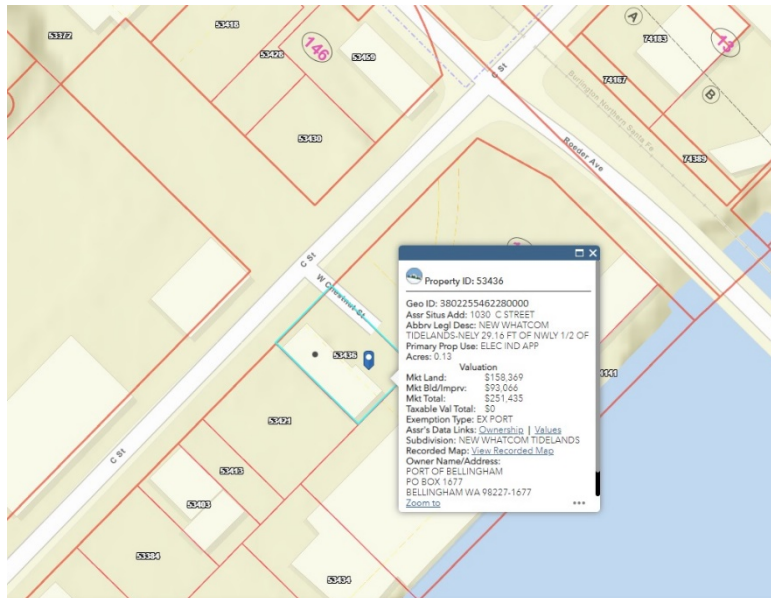 53372
53418
53426
146
53459
53430
C St
A
74183
13
74167
B
Burlington Northern Santa Fe
Roeder Ave
74389
C St
W Chestnut St
53436
53421
C St
53413
53403
53384
53434
Property ID: 53436
Geo ID: 3802255462280000
Assr Situs Add: 1030 C STREET
Abbrv Legl Desc: NEW WHATCOM
TIDELANDS-NELY 29.16 FT OF NWLY 1/2 OF
Primary Prop Use: ELEC IND APP
Acres: 0.13
Valuation
Mkt Land: $158,369
Mkt Bld/Imprv: $93,066
Mkt Total: $251,435
Taxable Val Total: $0
Exemption Type: EX PORT
Assr's Data Links: Ownership | Values
Subdivision: NEW WHATCOM TIDELANDS
Recorded Map: View Recorded Map
Owner Name/Address:
PORT OF BELLINGHAM
PO BOX 1677
BELLINGHAM WA 98227-1677
Zoom to